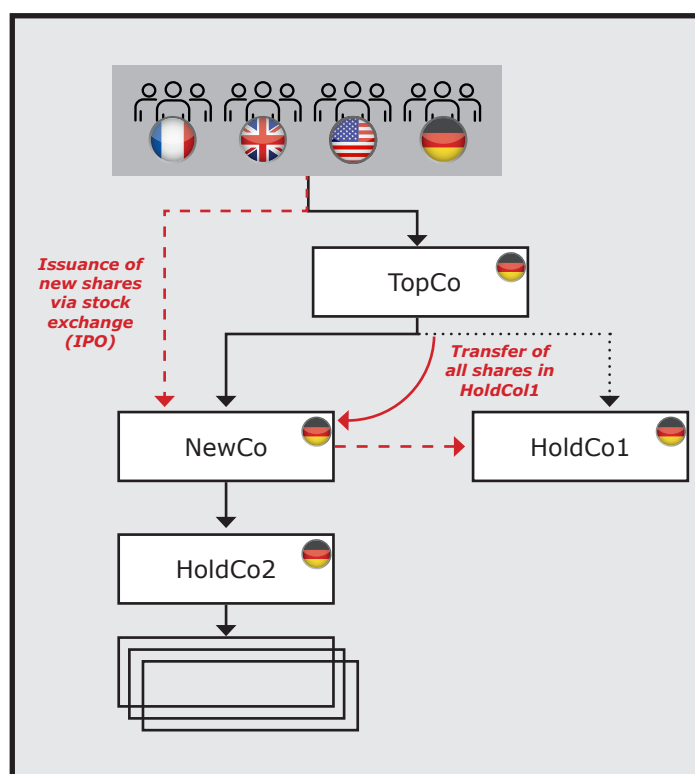 TopCo
Issuance of
new shares
via stock
exchange
(IPO)
Transfer of
all shares in
HoldCol1
NewCo
HoldCo1
HoldCo2